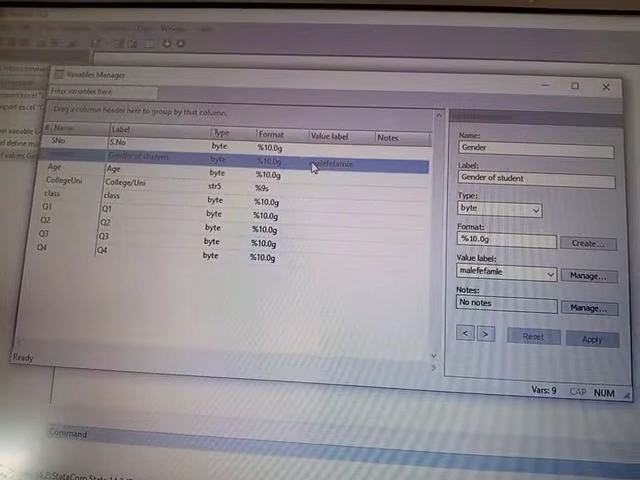 Variables Manager
Filter variables here
Drag a column header here to group by that column.
# Name Label Type Format Value label Notes
SNo S.No byte %10.0g
Gender of student byte %10.0g malefefamle
Age Age byte %10.0g
CollegeUni College/Uni str5 %9s
class class byte %10.0g
Q1 Q1 byte %10.0g
Q2 Q2 byte %10.0g
Q3 Q3 byte %10.0g
Q4 Q4 byte %10.0g
Ready
Name:
Gender
Label:
Gender of student
Type:
byte
Format:
%10.0g
Create...
Value label:
malefefamle
Manage...
Notes:
No notes
Manage...
< >
Reset
Apply
Vars: 9 CAP NUM
Command